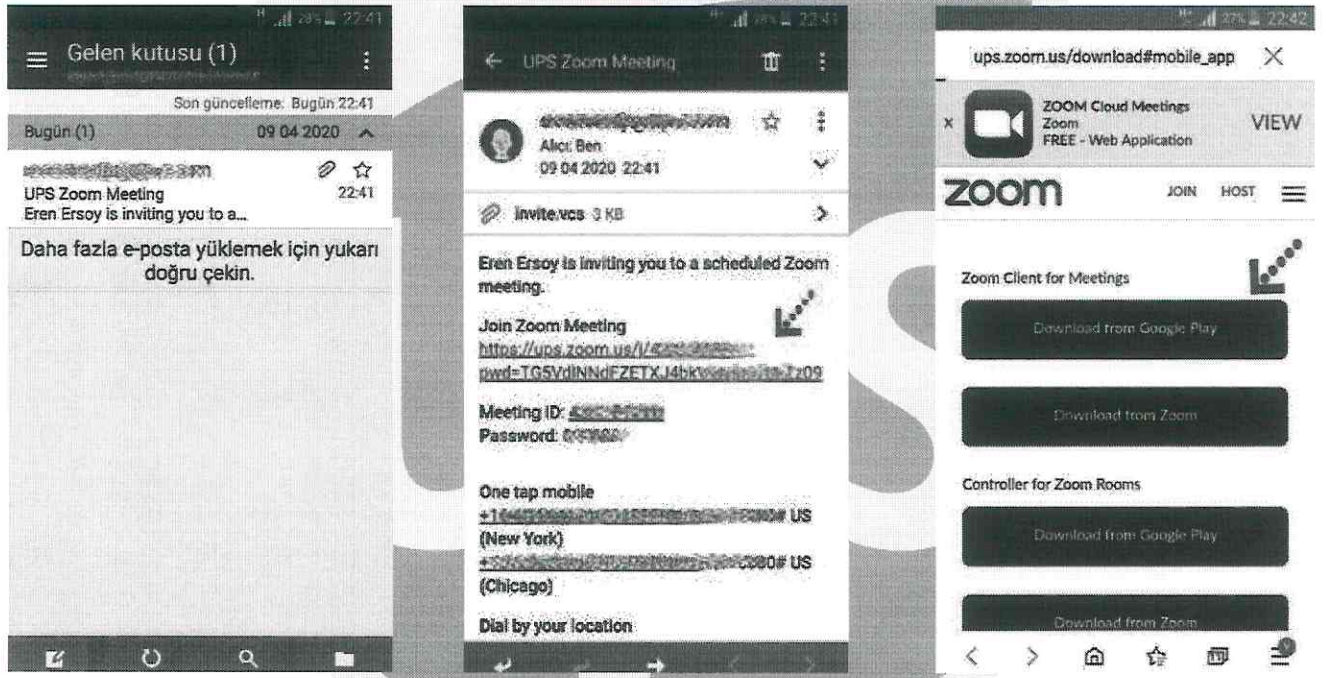 22:41
Gelen kutusu (1)
Son güncelleme: Bugün 22:41
Bugün (1) 09 04 2020
UPS Zoom Meeting 22:41
Eren Ersoy is inviting you to a...
Daha fazla e-posta yüklemek için yukarı
doğru çekin.
22:41
UPS Zoom Meeting
Alıcı: Ben
09 04 2020 22:41
invite.vcs 3 KB
Eren Ersoy is inviting you to a scheduled Zoom
meeting.
Join Zoom Meeting
https://ups.zoom.us/j/
Meeting ID:
Password:
One tap mobile
US
(New York)
US
(Chicago)
Dial by your location
27% 22:42
ups.zoom.us/download#mobile_app
ZOOM Cloud Meetings
Zoom
FREE - Web Application
VIEW
zoom JOIN HOST
Zoom Client for Meetings
Download from Google Play
Download from Zoom
Controller for Zoom Rooms
Download from Google Play
Download from Zoom